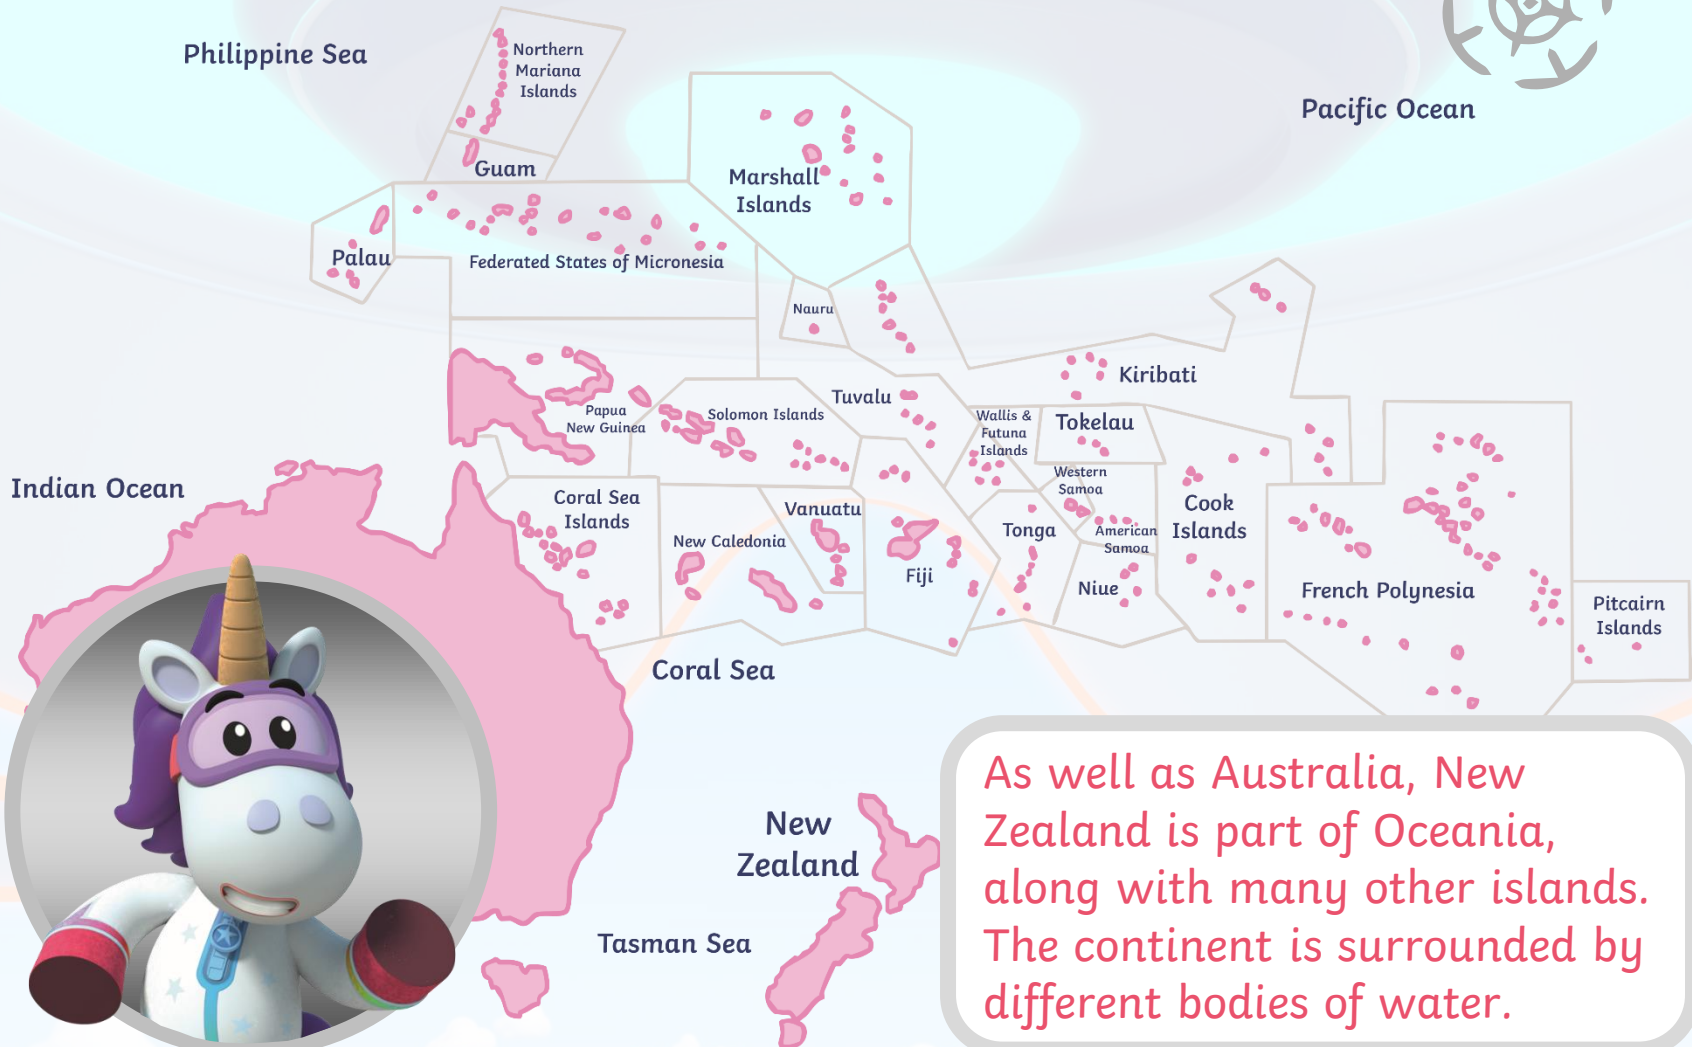 Philippine Sea
Northern
Mariana
Islands
Pacific Ocean
Guam
Marshall
Islands
Palau
Federated States of Micronesia
Nauru
Kiribati
Tuvalu
Papua
New Guinea
Solomon Islands
Wallis &
Futuna
Islands
Tokelau
Western
Samoa
Indian Ocean
Coral Sea
Islands
Vanuatu
New Caledonia
Fiji
Tonga
American
Samoa
Niue
Cook
Islands
French Polynesia
Pitcairn
Islands
Coral Sea
New
Zealand
Tasman Sea
As well as Australia, New
Zealand is part of Oceania,
along with many other islands.
The continent is surrounded by
different bodies of water.